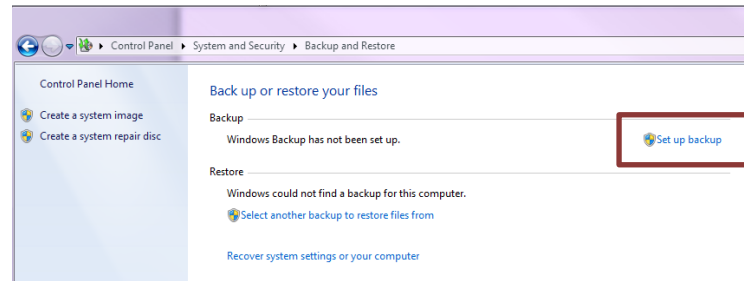 Control Panel ▸ System and Security ▸ Backup and Restore
Control Panel Home
Create a system image
Create a system repair disc
Back up or restore your files
Backup
Windows Backup has not been set up.
Set up backup
Restore
Windows could not find a backup for this computer.
Select another backup to restore files from
Recover system settings or your computer